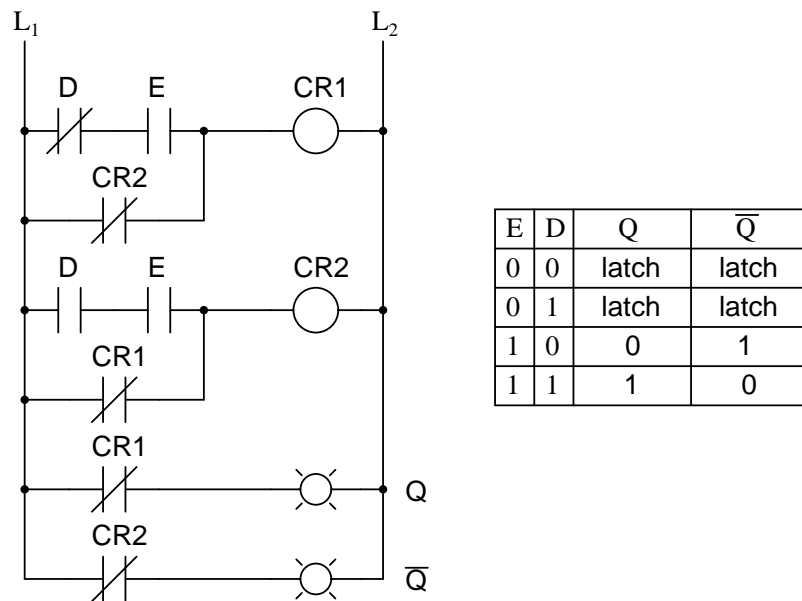 L₁ L₂
D E CR1
CR2
D E CR2
CR1
CR1
Q
CR2
Q̅
E D Q Q̅
0 0 latch latch
0 1 latch latch
1 0 0 1
1 1 1 0